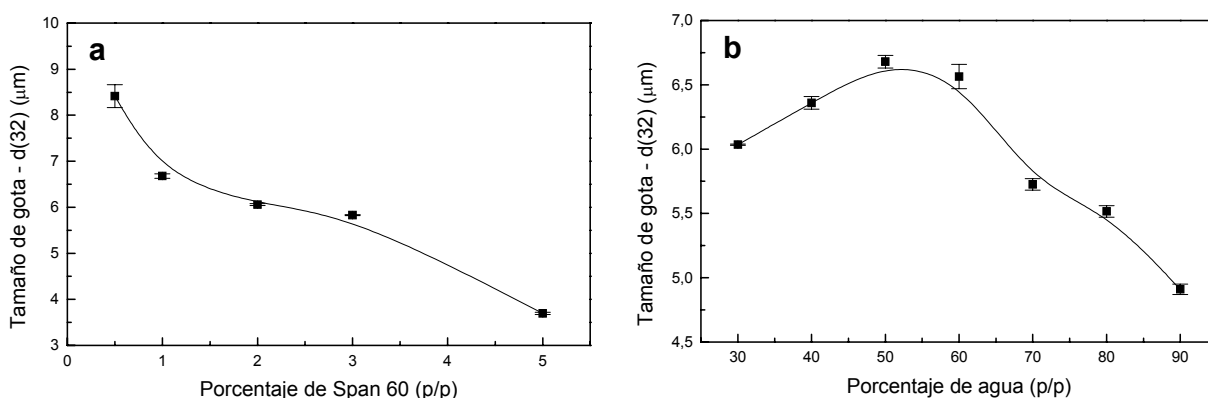 a
Tamaño de gota - d(32) (μm)
10
9
8
7
6
5
4
3
0 1 2 3 4 5
Porcentaje de Span 60 (p/p)
b
Tamaño de gota - d(32) (μm)
7,0
6,5
6,0
5,5
5,0
4,5
30 40 50 60 70 80 90
Porcentaje de agua (p/p)